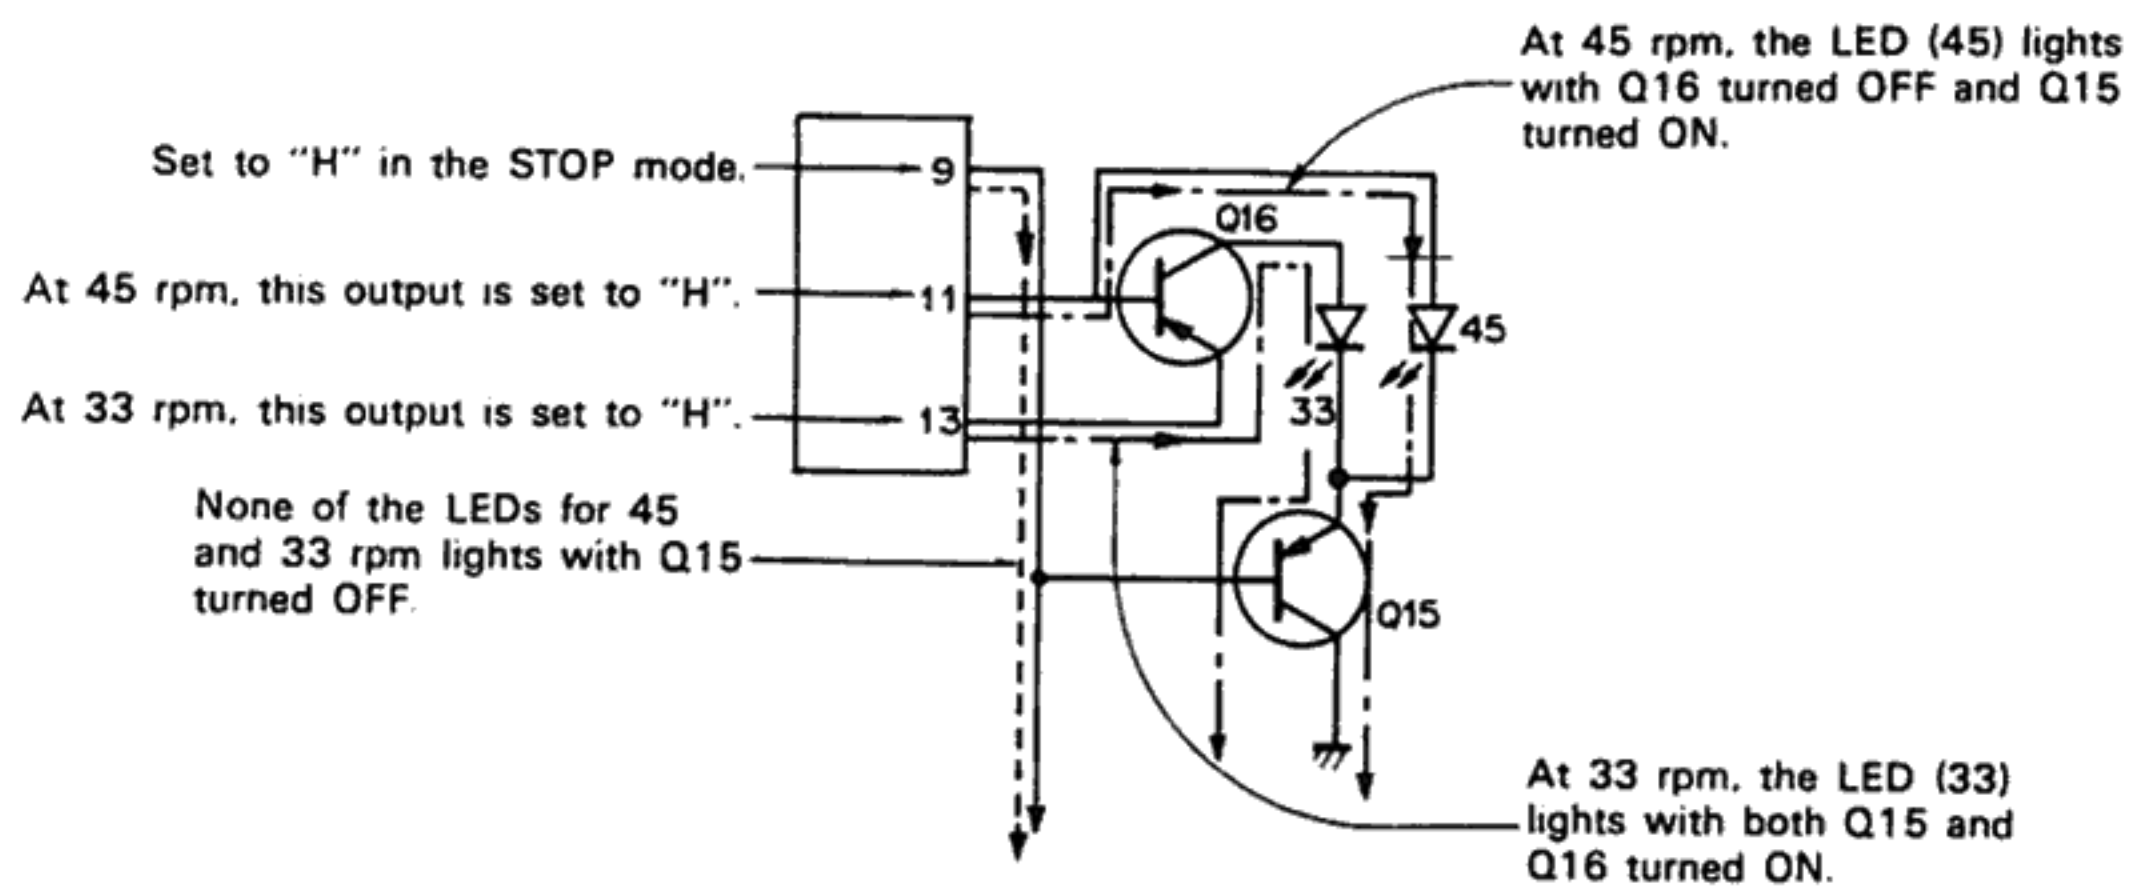 At 45 rpm, the LED (45) lights
with Q16 turned OFF and Q15
turned ON.
Set to "H" in the STOP mode.
9
Q16
At 45 rpm, this output is set to "H".
11
45
At 33 rpm, this output is set to "H".
13
33
None of the LEDs for 45
and 33 rpm lights with Q15
turned OFF.
Q15
At 33 rpm, the LED (33)
lights with both Q15 and
Q16 turned ON.